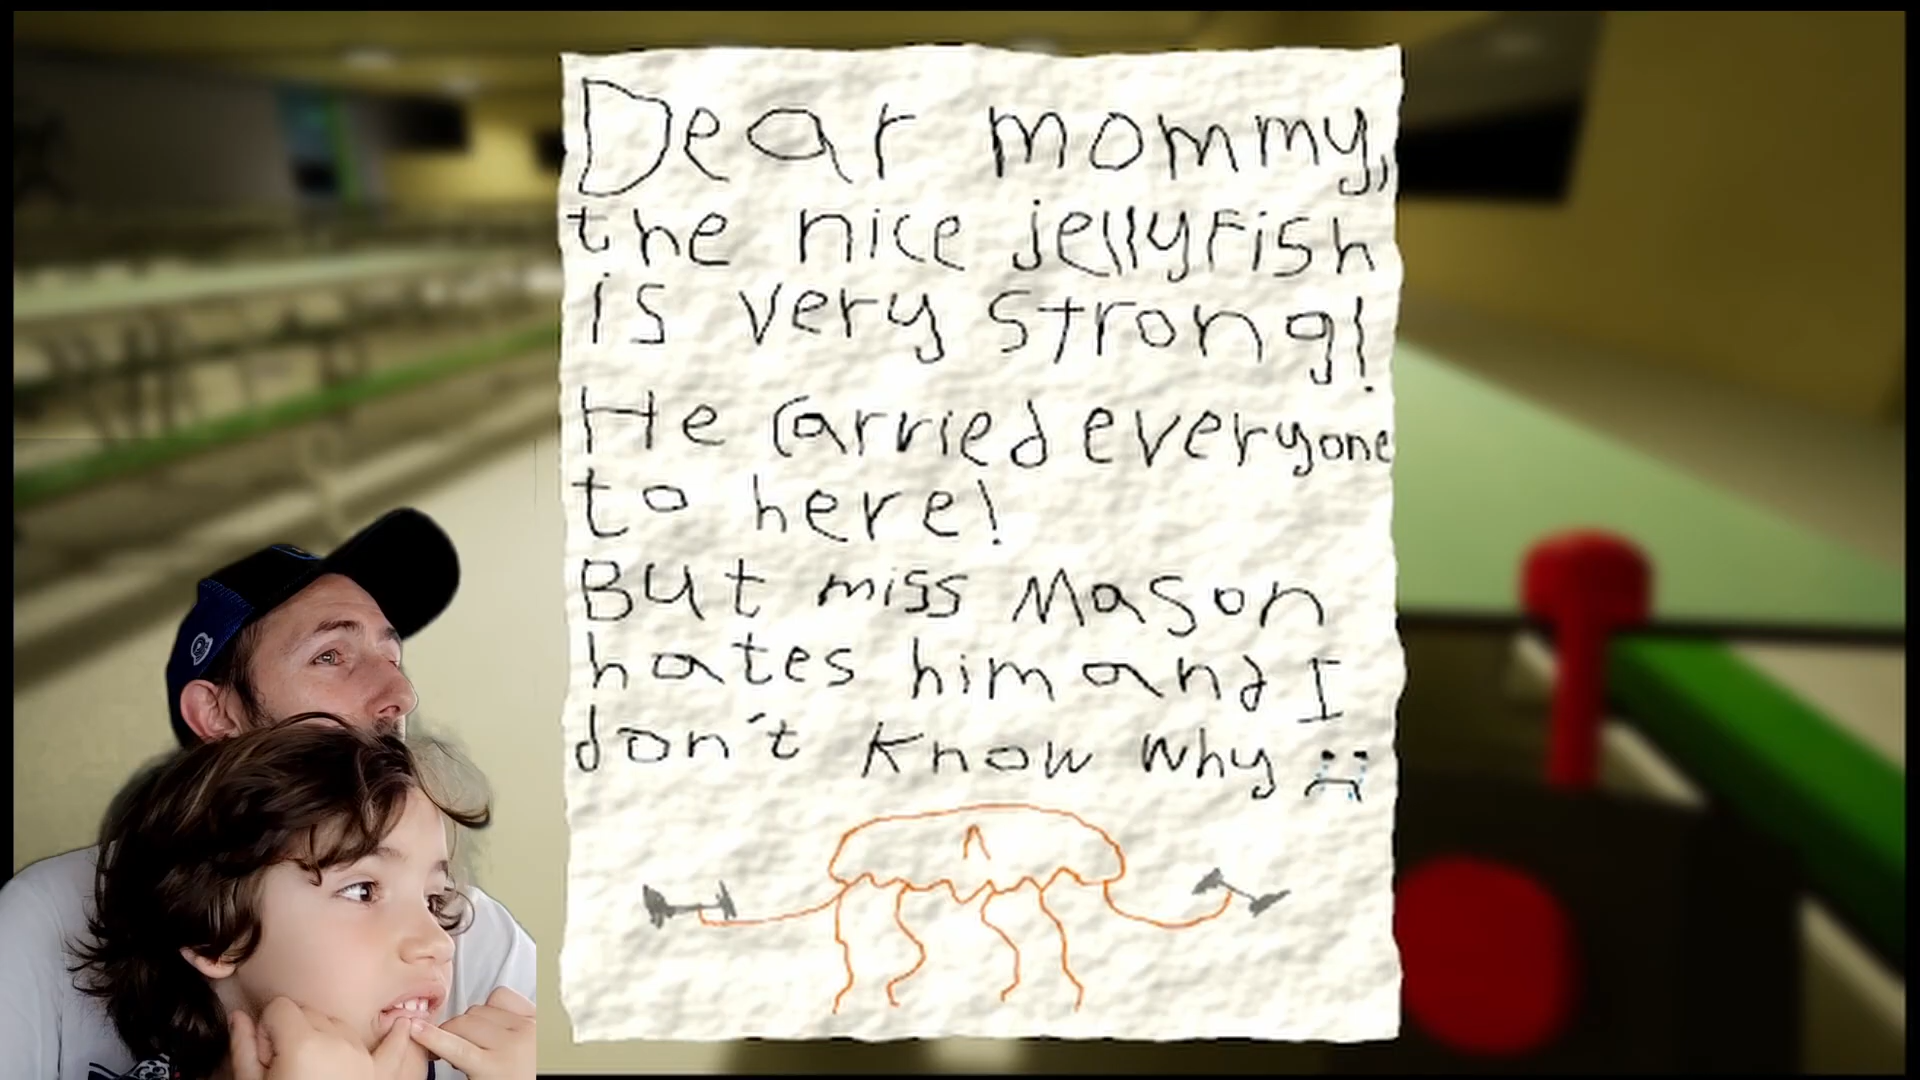 Dear mommy,
the nice jellyfish
is very strong!
He carried everyone
to here!
But miss Mason
hates him and I
don't know why